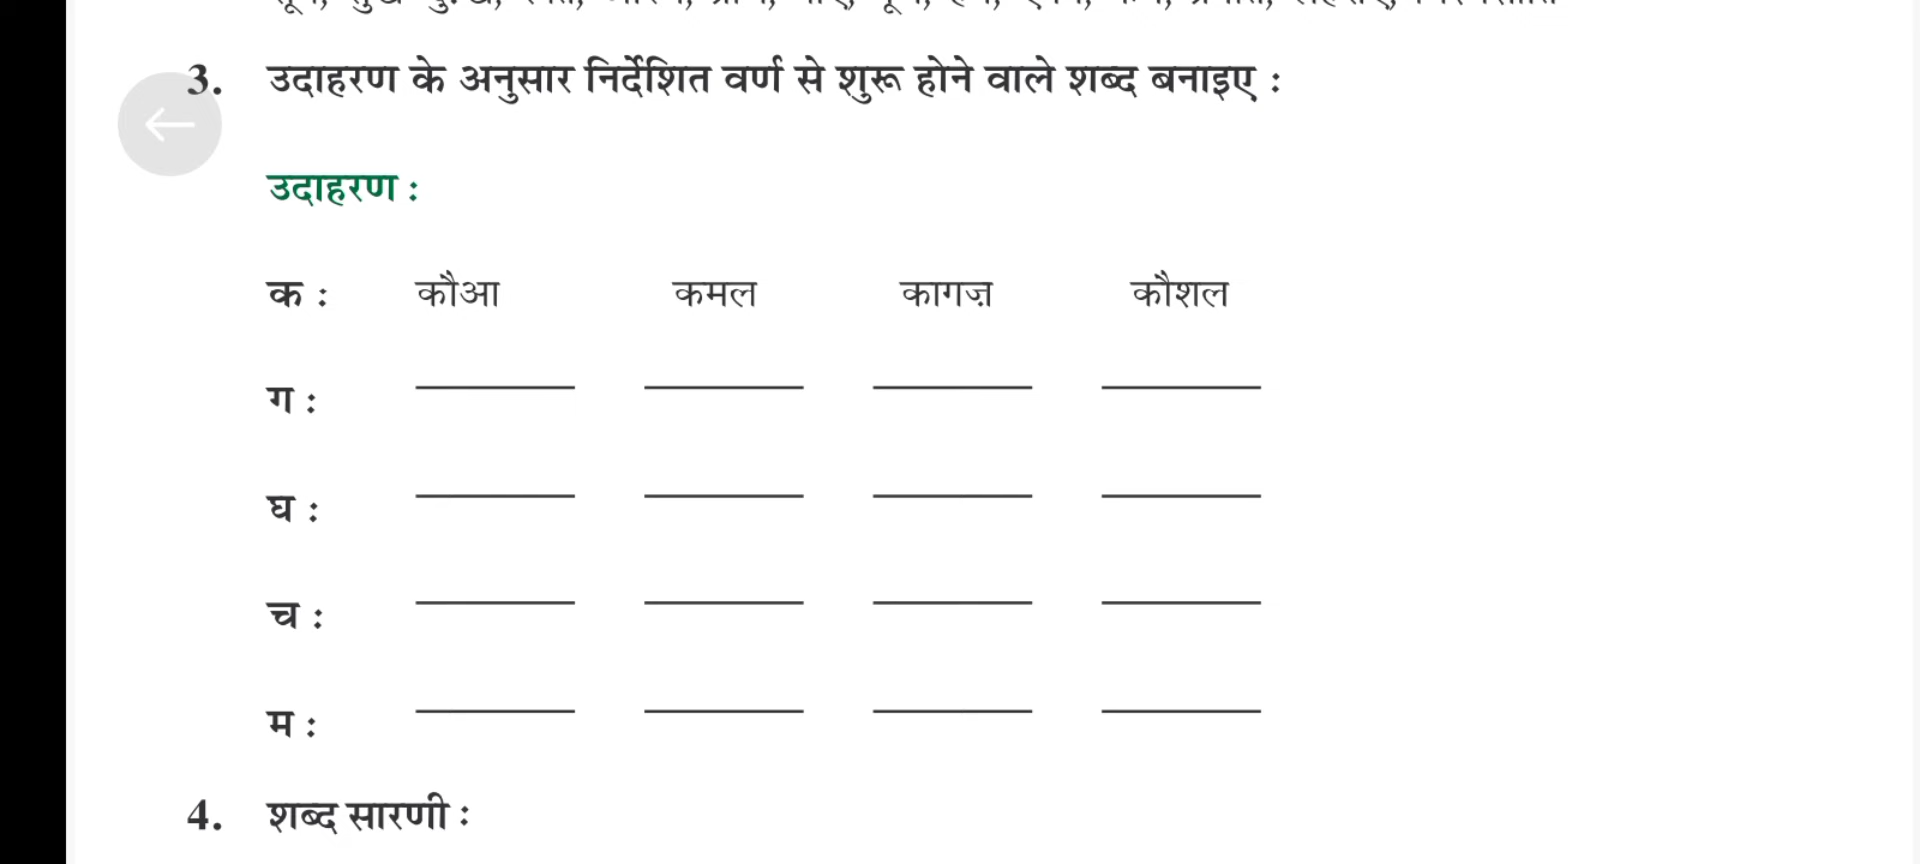 3. उदाहरण के अनुसार निर्देशित वर्ण से शुरू होने वाले शब्द बनाइए :
उदाहरण :
क : कौआ कमल कागज़ कौशल
ग :
घ :
च :
म :
4. शब्द सारणी :